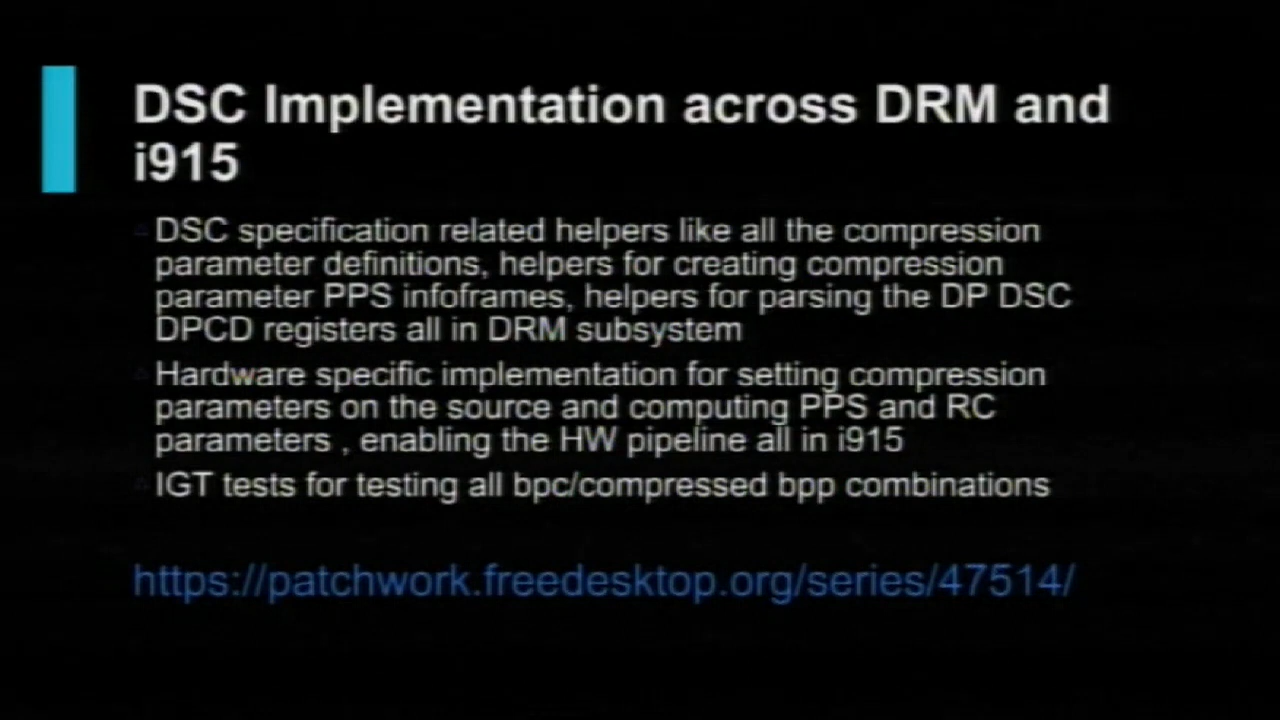 DSC Implementation across DRM and
i915
DSC specification related helpers like all the compression
parameter definitions, helpers for creating compression
parameter PPS infoframes, helpers for parsing the DP DSC
DPCD registers all in DRM subsystem
Hardware specific implementation for setting compression
parameters on the source and computing PPS and RC
parameters , enabling the HW pipeline all in i915
IGT tests for testing all bpc/compressed bpp combinations
https://patchwork.freedesktop.org/series/47514/